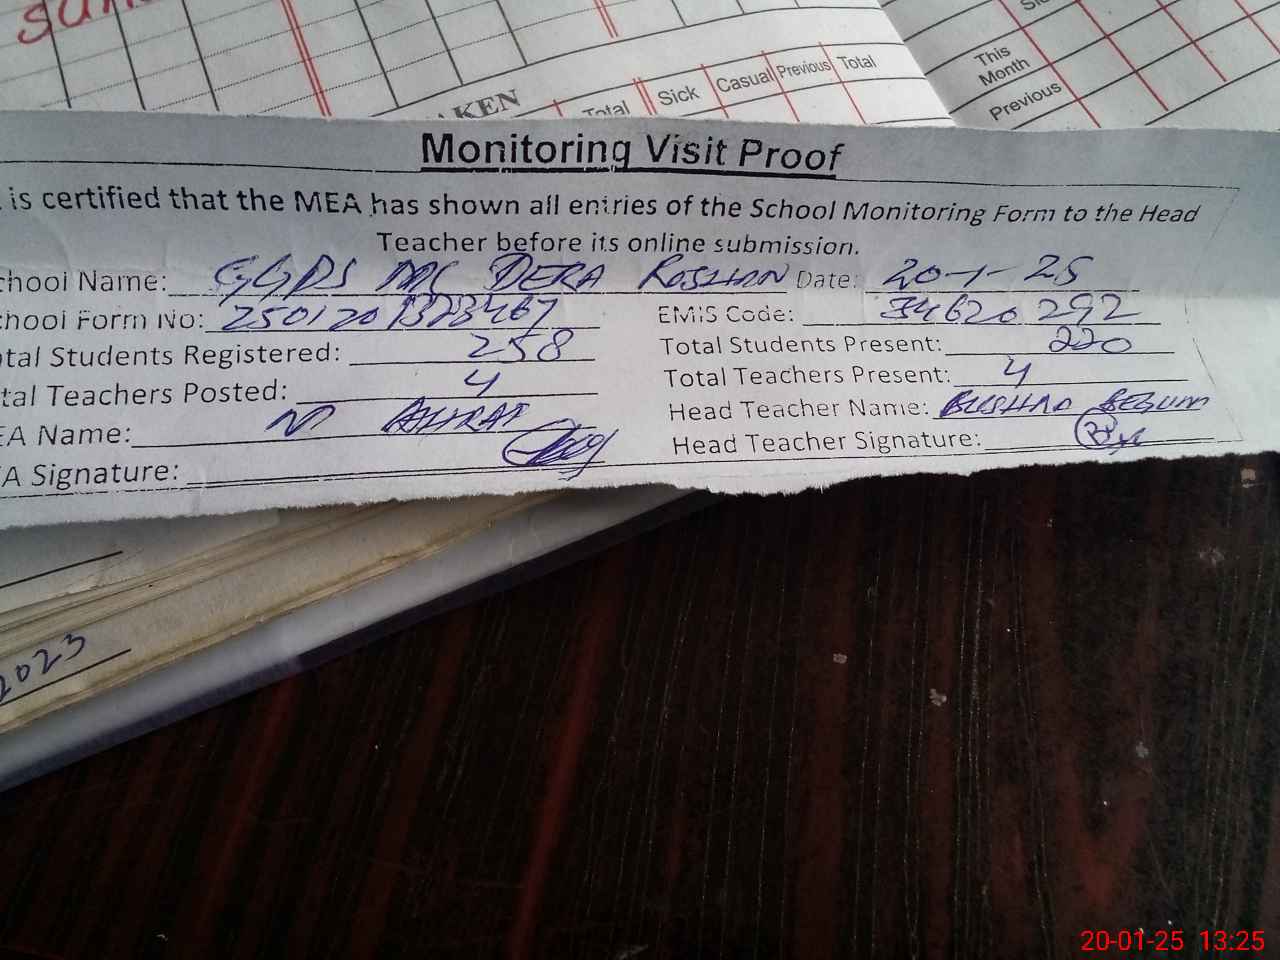 This
Month
Previous
Total Sick Casual Previous Total
AKEN
Monitoring Visit Proof
is certified that the MEA has shown all entries of the School Monitoring Form to the Head
Teacher before its online submission.
chool Name: GGPS MC DERA ROSHAN Date: 20-1-25
chool Form No: 2501201323467 EMIS Code: 34620292
otal Students Registered: 258 Total Students Present: 220
tal Teachers Posted: 4 Total Teachers Present: 4
EA Name: M Head Teacher Name: BUSHRA BEGUM
A Signature: Head Teacher Signature:
2023
20-01-25 13:25